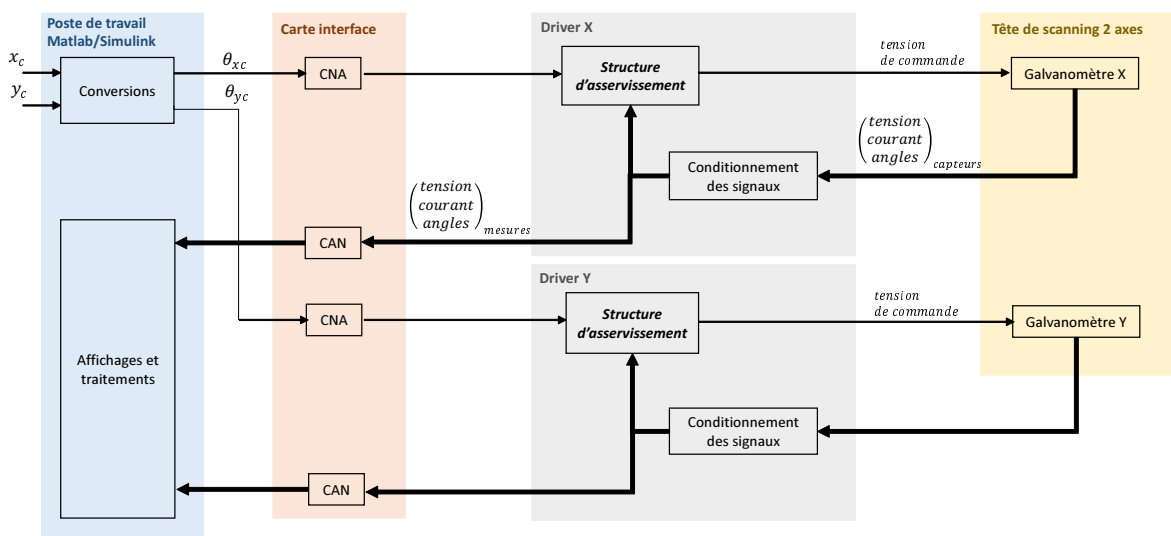 Poste de travail
Matlab/Simulink
Carte interface
Driver X
Tête de scanning 2 axes
x_c
y_c
Conversions
θ_xc
θ_yc
CNA
Structure
d'asservissement
tension
de commande
Galvanomètre X
Conditionnement
des signaux
(tension
courant
angles)_capteurs
(tension
courant
angles)_mesures
CAN
Driver Y
CNA
Structure
d'asservissement
tension
de commande
Galvanomètre Y
Affichages et
traitements
Conditionnement
des signaux
CAN